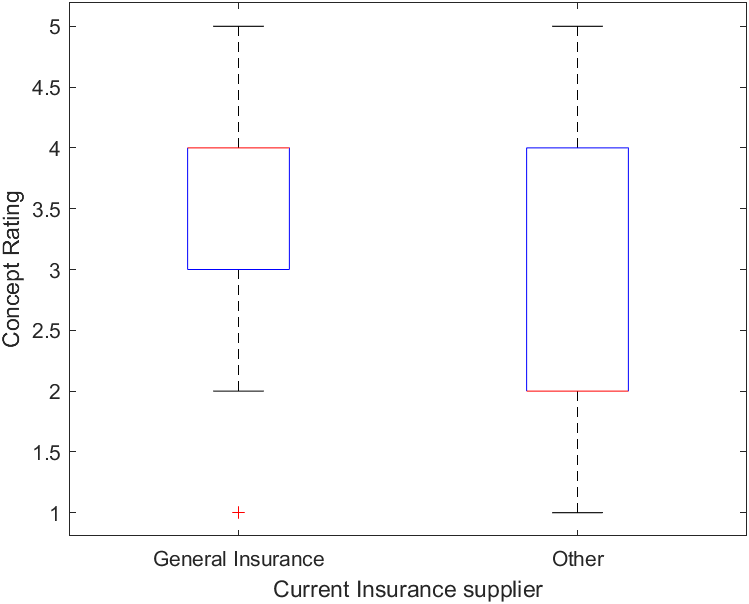 5
4.5
4
3.5
3
2.5
2
1.5
1
Concept Rating
General Insurance
Other
Current Insurance supplier